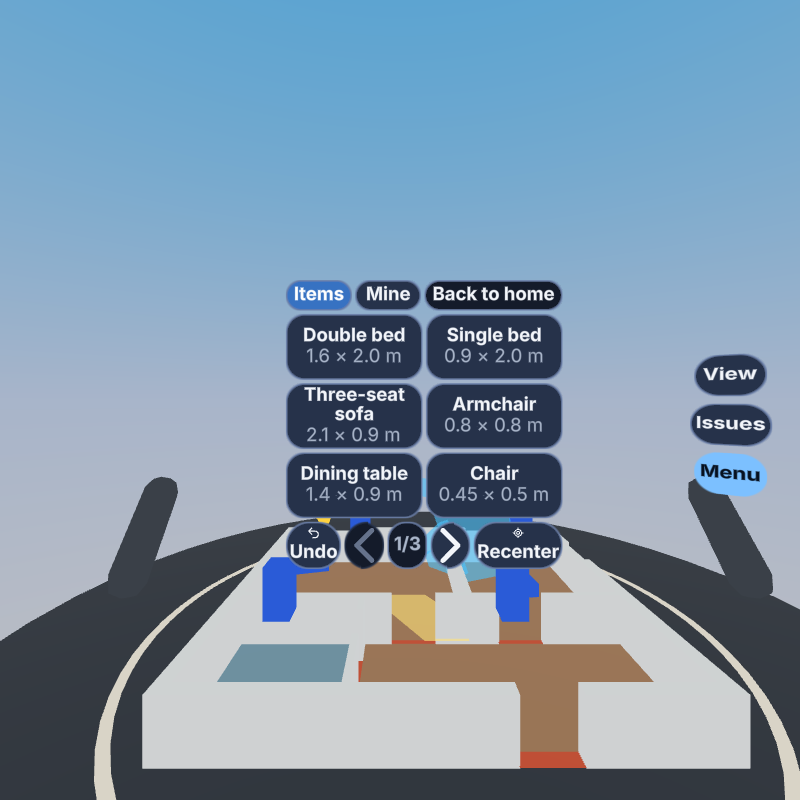 Items
Mine
Back to home
Double bed
1.6 × 2.0 m
Single bed
0.9 × 2.0 m
Three-seat
sofa
2.1 × 0.9 m
Armchair
0.8 × 0.8 m
Dining table
1.4 × 0.9 m
Chair
0.45 × 0.5 m
Undo
1/3
Recenter
View
Issues
Menu